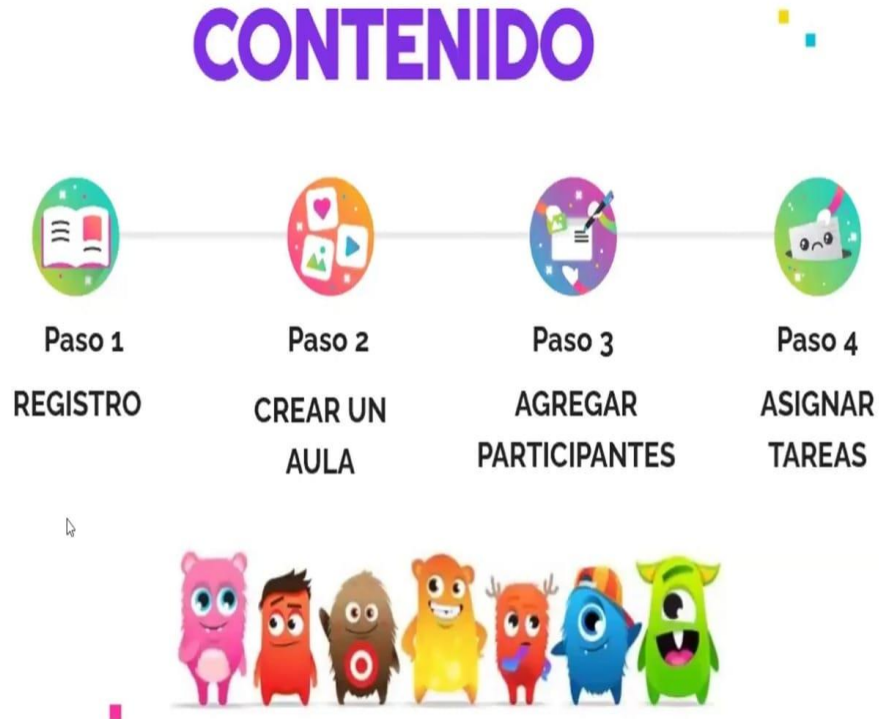 CONTENIDO
Paso 1
REGISTRO
Paso 2
CREAR UN
AULA
Paso 3
AGREGAR
PARTICIPANTES
Paso 4
ASIGNAR
TAREAS